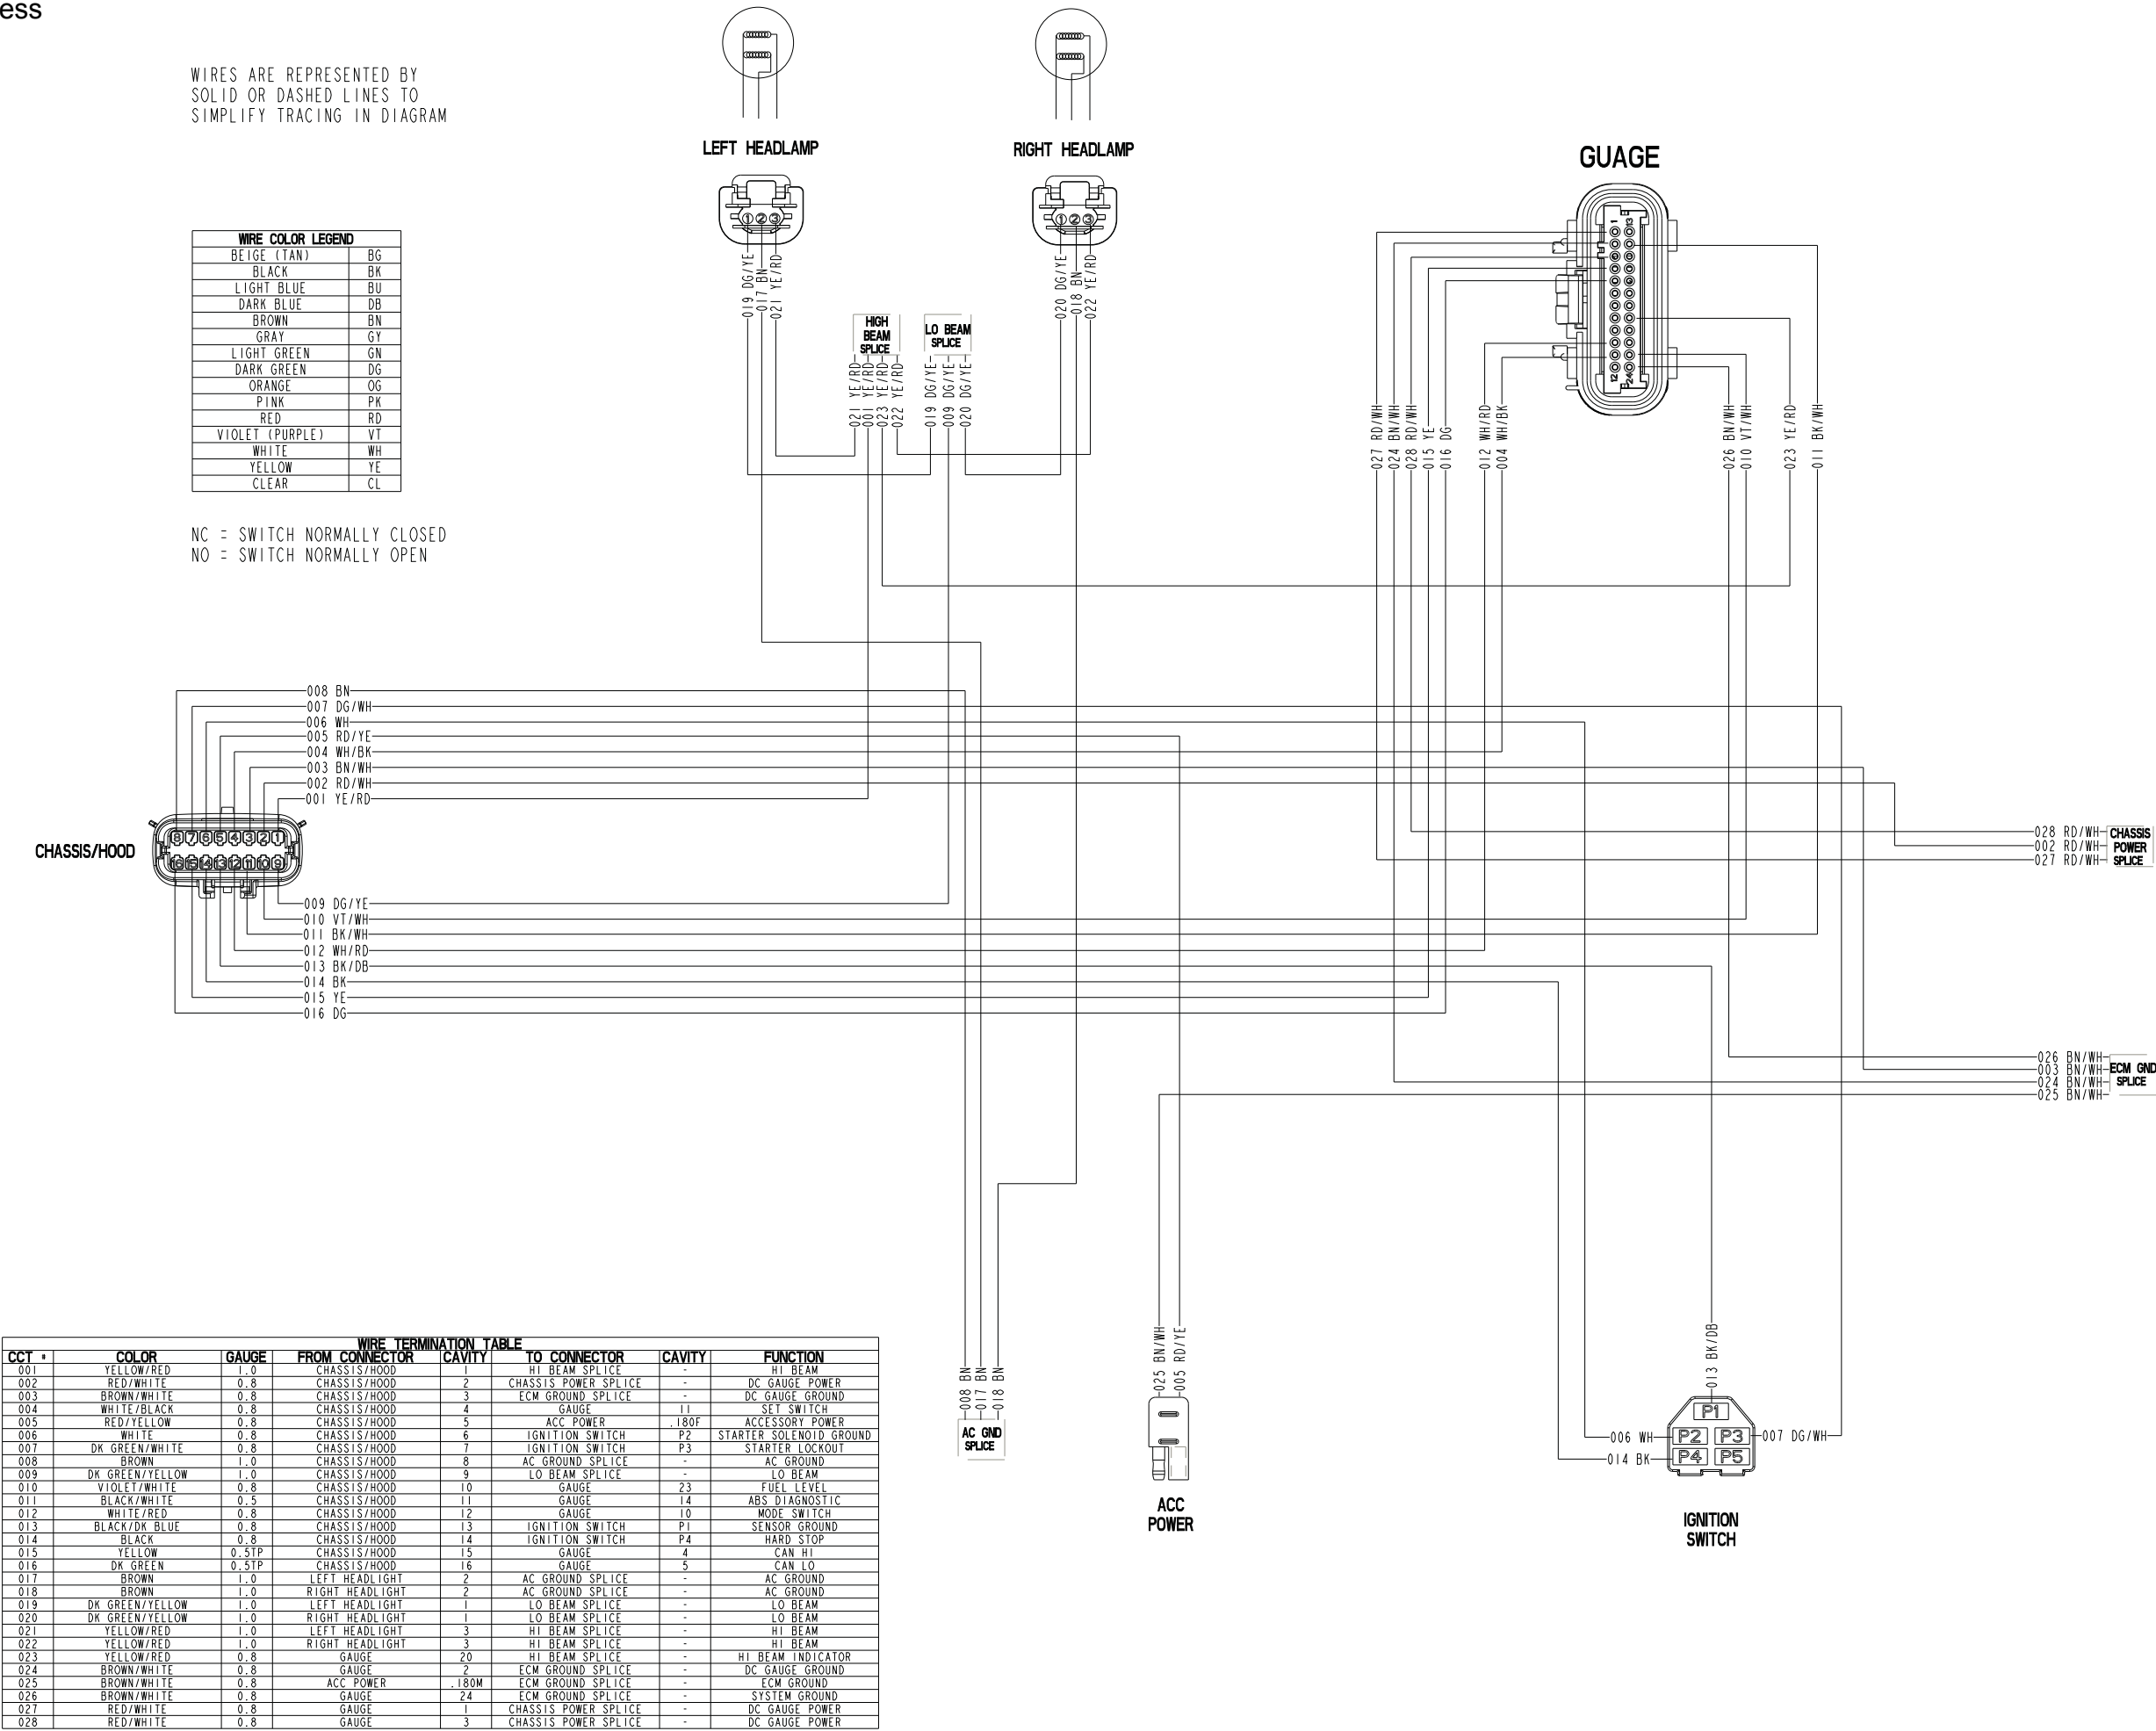 ess
WIRES ARE REPRESENTED BY
SOLID OR DASHED LINES TO
SIMPLIFY TRACING IN DIAGRAM
LEFT HEADLAMP
RIGHT HEADLAMP
GUAGE
1 2 3
1 2 3
1 13
12 24
WIRE COLOR LEGEND
BEIGE (TAN) BG
BLACK BK
LIGHT BLUE BU
DARK BLUE DB
BROWN BN
GRAY GY
LIGHT GREEN GN
DARK GREEN DG
ORANGE OG
PINK PK
RED RD
VIOLET (PURPLE) VT
WHITE WH
YELLOW YE
CLEAR CL
NC = SWITCH NORMALLY CLOSED
NO = SWITCH NORMALLY OPEN
019 DG/YE
017 BN
021 YE/RD
020 DG/YE
018 BN
022 YE/RD
HIGH
BEAM
SPLICE
LO BEAM
SPLICE
021 YE/RD
001 YE/RD
023 YE/RD
022 YE/RD
019 DG/YE
009 DG/YE
020 DG/YE
027 RD/WH
024 BN/WH
028 RD/WH
015 YE
016 DG
012 WH/RD
004 WH/BK
026 BN/WH
010 VT/WH
023 YE/RD
011 BK/WH
008 BN
007 DG/WH
006 WH
005 RD/YE
004 WH/BK
003 BN/WH
002 RD/WH
001 YE/RD
CHASSIS/HOOD
8 7 6 5 4 3 2 1
16 15 14 13 12 11 10 9
009 DG/YE
010 VT/WH
011 BK/WH
012 WH/RD
013 BK/DB
014 BK
015 YE
016 DG
028 RD/WH
002 RD/WH
027 RD/WH
CHASSIS
POWER
SPLICE
026 BN/WH
003 BN/WH
024 BN/WH
025 BN/WH
ECM GND
SPLICE
008 BN
017 BN
018 BN
AC GND
SPLICE
025 BN/WH
005 RD/YE
ACC
POWER
013 BK/DB
P1
P2 P3
P4 P5
006 WH
014 BK
007 DG/WH
IGNITION
SWITCH
WIRE TERMINATION TABLE
CCT # COLOR GAUGE FROM CONNECTOR CAVITY TO CONNECTOR CAVITY FUNCTION
001 YELLOW/RED 1.0 CHASSIS/HOOD 1 HI BEAM SPLICE - HI BEAM
002 RED/WHITE 0.8 CHASSIS/HOOD 2 CHASSIS POWER SPLICE - DC GAUGE POWER
003 BROWN/WHITE 0.8 CHASSIS/HOOD 3 ECM GROUND SPLICE - DC GAUGE GROUND
004 WHITE/BLACK 0.8 CHASSIS/HOOD 4 GAUGE 11 SET SWITCH
005 RED/YELLOW 0.8 CHASSIS/HOOD 5 ACC POWER .180F ACCESSORY POWER
006 WHITE 0.8 CHASSIS/HOOD 6 IGNITION SWITCH P2 STARTER SOLENOID GROUND
007 DK GREEN/WHITE 0.8 CHASSIS/HOOD 7 IGNITION SWITCH P3 STARTER LOCKOUT
008 BROWN 1.0 CHASSIS/HOOD 8 AC GROUND SPLICE - AC GROUND
009 DK GREEN/YELLOW 1.0 CHASSIS/HOOD 9 LO BEAM SPLICE - LO BEAM
010 VIOLET/WHITE 0.8 CHASSIS/HOOD 10 GAUGE 23 FUEL LEVEL
011 BLACK/WHITE 0.5 CHASSIS/HOOD 11 GAUGE 14 ABS DIAGNOSTIC
012 WHITE/RED 0.8 CHASSIS/HOOD 12 GAUGE 10 MODE SWITCH
013 BLACK/DK BLUE 0.8 CHASSIS/HOOD 13 IGNITION SWITCH P1 SENSOR GROUND
014 BLACK 0.8 CHASSIS/HOOD 14 IGNITION SWITCH P4 HARD STOP
015 YELLOW 0.5TP CHASSIS/HOOD 15 GAUGE 4 CAN HI
016 DK GREEN 0.5TP CHASSIS/HOOD 16 GAUGE 5 CAN LO
017 BROWN 1.0 LEFT HEADLIGHT 2 AC GROUND SPLICE - AC GROUND
018 BROWN 1.0 RIGHT HEADLIGHT 2 AC GROUND SPLICE - AC GROUND
019 DK GREEN/YELLOW 1.0 LEFT HEADLIGHT 1 LO BEAM SPLICE - LO BEAM
020 DK GREEN/YELLOW 1.0 RIGHT HEADLIGHT 1 LO BEAM SPLICE - LO BEAM
021 YELLOW/RED 1.0 LEFT HEADLIGHT 3 HI BEAM SPLICE - HI BEAM
022 YELLOW/RED 1.0 RIGHT HEADLIGHT 3 HI BEAM SPLICE - HI BEAM
023 YELLOW/RED 0.8 GAUGE 20 HI BEAM SPLICE - HI BEAM INDICATOR
024 BROWN/WHITE 0.8 GAUGE 2 ECM GROUND SPLICE - DC GAUGE GROUND
025 BROWN/WHITE 0.8 ACC POWER .180M ECM GROUND SPLICE - ECM GROUND
026 BROWN/WHITE 0.8 GAUGE 24 ECM GROUND SPLICE - SYSTEM GROUND
027 RED/WHITE 0.8 GAUGE 1 CHASSIS POWER SPLICE - DC GAUGE POWER
028 RED/WHITE 0.8 GAUGE 3 CHASSIS POWER SPLICE - DC GAUGE POWER